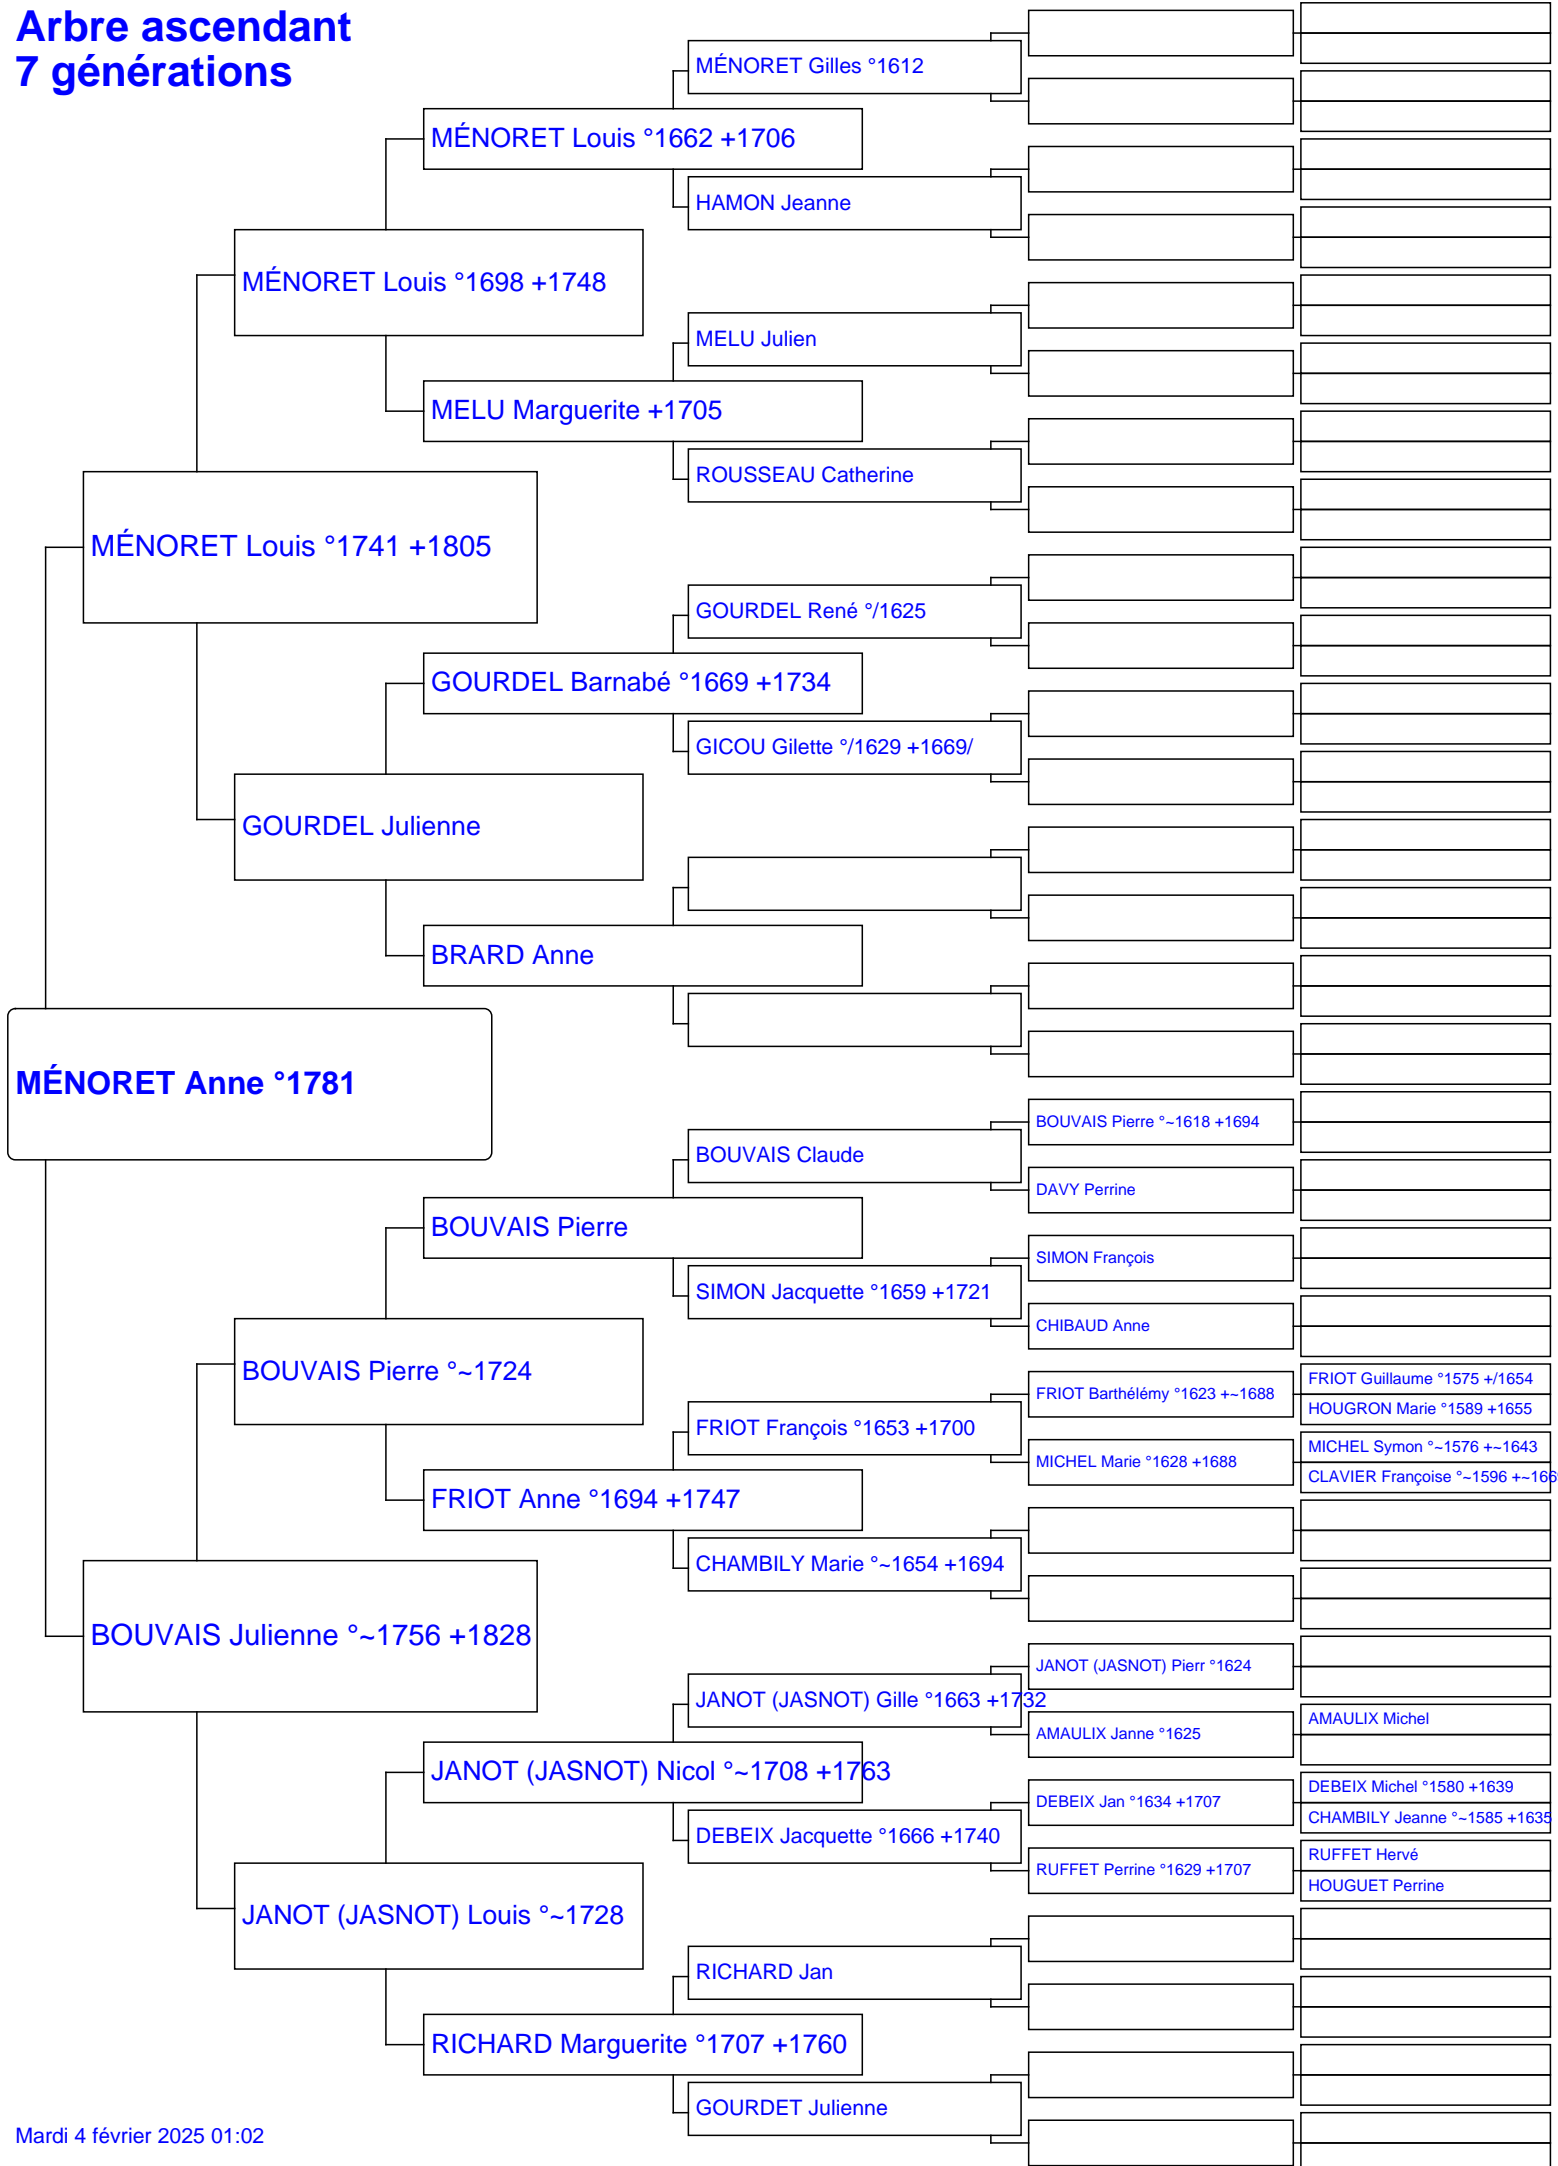 Arbre ascendant
7 générations
MÉNORET Gilles °1612
MÉNORET Louis °1662 +1706
HAMON Jeanne
MÉNORET Louis °1698 +1748
MELU Julien
MELU Marguerite +1705
ROUSSEAU Catherine
MÉNORET Louis °1741 +1805
GOURDEL René °/1625
GOURDEL Barnabé °1669 +1734
GICOU Gilette °/1629 +1669/
GOURDEL Julienne
BRARD Anne
MÉNORET Anne °1781
BOUVAIS Pierre °~1618 +1694
BOUVAIS Claude
DAVY Perrine
BOUVAIS Pierre
SIMON François
SIMON Jacquette °1659 +1721
CHIBAUD Anne
BOUVAIS Pierre °~1724
FRIOT Guillaume °1575 +/1654
FRIOT Barthélémy °1623 +~1688
HOUGRON Marie °1589 +1655
FRIOT François °1653 +1700
MICHEL Symon °~1576 +~1643
MICHEL Marie °1628 +1688
CLAVIER Françoise °~1596 +~166
FRIOT Anne °1694 +1747
CHAMBILY Marie °~1654 +1694
BOUVAIS Julienne °~1756 +1828
JANOT (JASNOT) Pierr °1624
JANOT (JASNOT) Gille °1663 +1732
AMAULIX Michel
AMAULIX Janne °1625
JANOT (JASNOT) Nicol °~1708 +1763
DEBEIX Michel °1580 +1639
DEBEIX Jan °1634 +1707
CHAMBILY Jeanne °~1585 +1635
DEBEIX Jacquette °1666 +1740
RUFFET Hervé
RUFFET Perrine °1629 +1707
HOUGUET Perrine
JANOT (JASNOT) Louis °~1728
RICHARD Jan
RICHARD Marguerite °1707 +1760
GOURDET Julienne
Mardi 4 février 2025 01:02